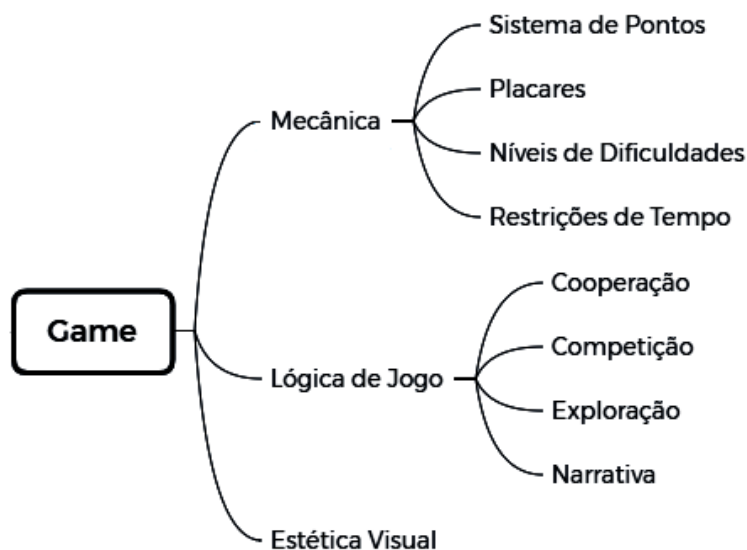 Game
Mecânica
Sistema de Pontos
Placares
Níveis de Dificuldades
Restrições de Tempo
Lógica de Jogo
Cooperação
Competição
Exploração
Narrativa
Estética Visual